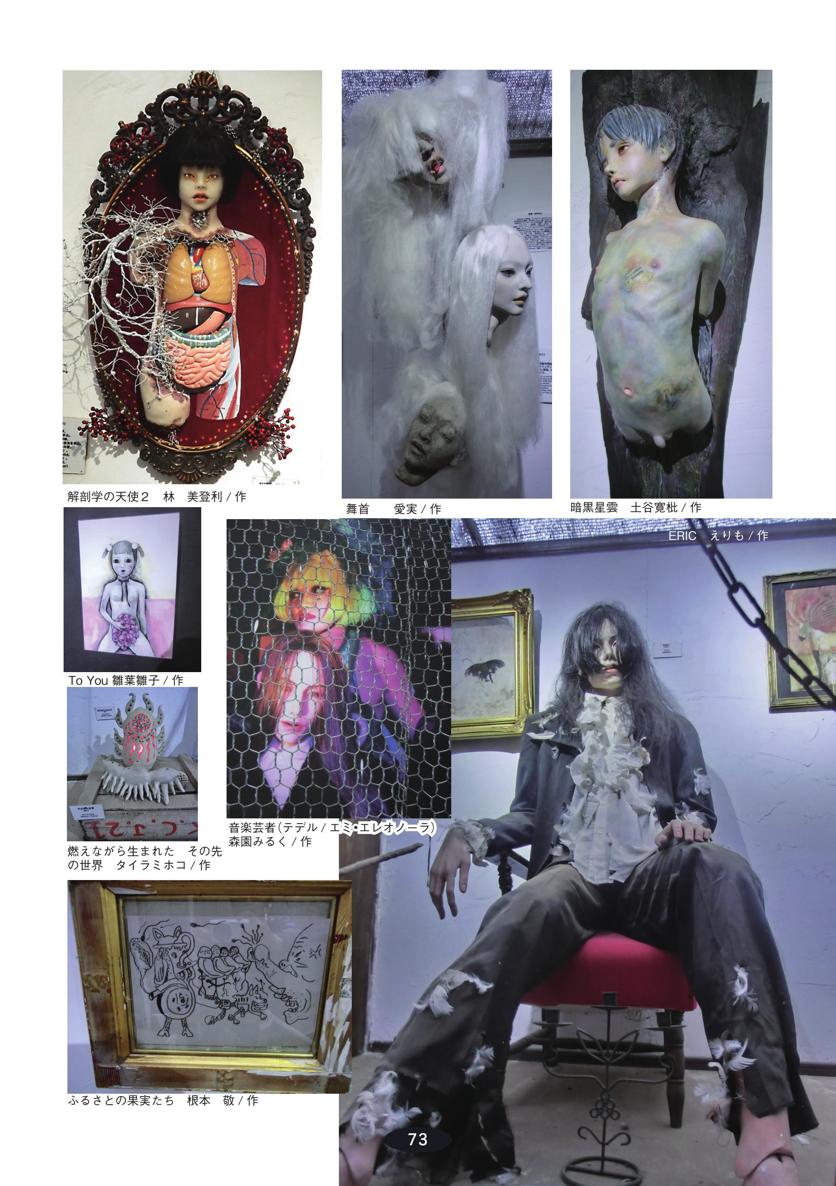 解剖学の天使２　林　美登利 / 作
舞首　　愛実 / 作
暗黒星雲　土谷寛枇 / 作
ERIC　えりも / 作
To You 雛菜雛子 / 作
音楽芸者（テデル / エミ・エレオノーラ）
森園みるく / 作
燃えながら生まれた　その先
の世界　タイラミホコ / 作
ふるさとの果実たち　根本　敬 / 作
73